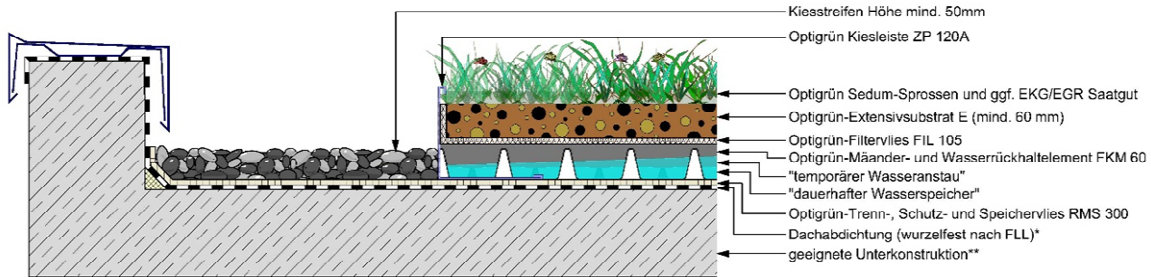 Kiesstreifen Höhe mind. 50mm
Optigrün Kiesleiste ZP 120A
Optigrün Sedum-Sprossen und ggf. EKG/EGR Saatgut
Optigrün-Extensivsubstrat E (mind. 60 mm)
Optigrün-Filtervlies FIL 105
Optigrün-Mäander- und Wasserrückhaltelement FKM 60
"temporärer Wasseranstau"
"dauerhafter Wasserspeicher"
Optigrün-Trenn-, Schutz- und Speichervlies RMS 300
Dachabdichtung (wurzelfest nach FLL)*
geeignete Unterkonstruktion**